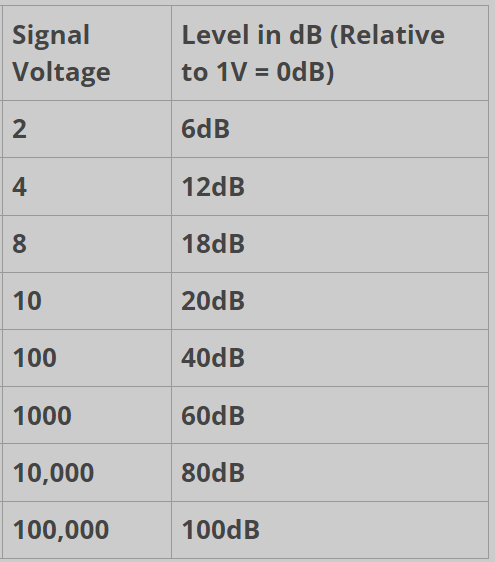 Signal Voltage | Level in dB (Relative to 1V = 0dB)
2 | 6dB
4 | 12dB
8 | 18dB
10 | 20dB
100 | 40dB
1000 | 60dB
10,000 | 80dB
100,000 | 100dB